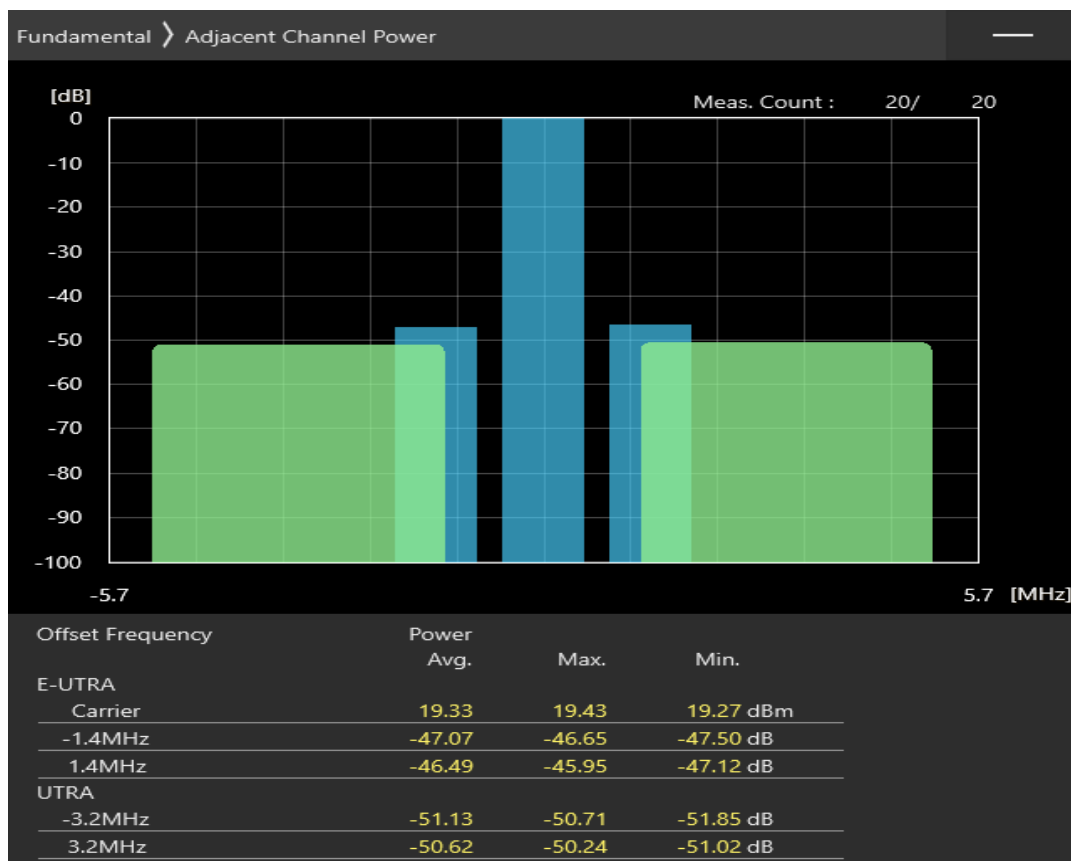 Fundamental ❯ Adjacent Channel Power
[dB]
Meas. Count : 20/ 20
0
-10
-20
-30
-40
-50
-60
-70
-80
-90
-100
-5.7 5.7 [MHz]
Offset Frequency Power
Avg. Max. Min.
E-UTRA
Carrier 19.33 19.43 19.27 dBm
-1.4MHz -47.07 -46.65 -47.50 dB
1.4MHz -46.49 -45.95 -47.12 dB
UTRA
-3.2MHz -51.13 -50.71 -51.85 dB
3.2MHz -50.62 -50.24 -51.02 dB